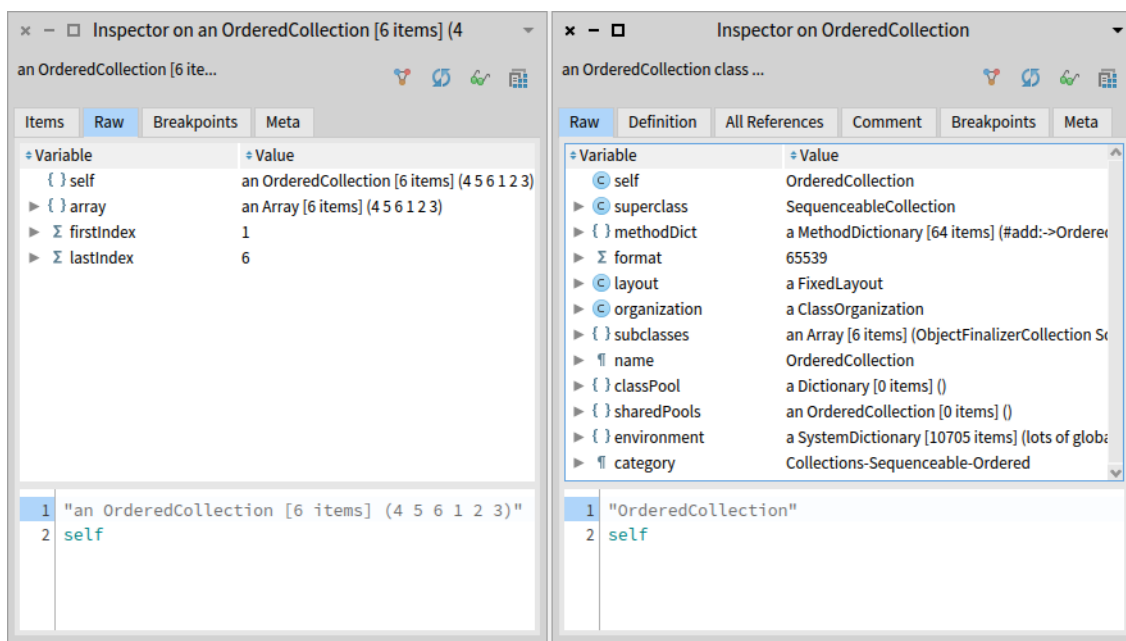 Inspector on an OrderedCollection [6 items] (4
an OrderedCollection [6 ite...
Items Raw Breakpoints Meta
Variable Value
{ } self an OrderedCollection [6 items] (4 5 6 1 2 3)
{ } array an Array [6 items] (4 5 6 1 2 3)
Σ firstIndex 1
Σ lastIndex 6
1 "an OrderedCollection [6 items] (4 5 6 1 2 3)"
2 self
Inspector on OrderedCollection
an OrderedCollection class ...
Raw Definition All References Comment Breakpoints Meta
Variable Value
C self OrderedCollection
C superclass SequenceableCollection
{ } methodDict a MethodDictionary [64 items] (#add:->Ordere
Σ format 65539
C layout a FixedLayout
C organization a ClassOrganization
{ } subclasses an Array [6 items] (ObjectFinalizerCollection So
¶ name OrderedCollection
{ } classPool a Dictionary [0 items] ()
{ } sharedPools an OrderedCollection [0 items] ()
{ } environment a SystemDictionary [10705 items] (lots of globa
¶ category Collections-Sequenceable-Ordered
1 "OrderedCollection"
2 self